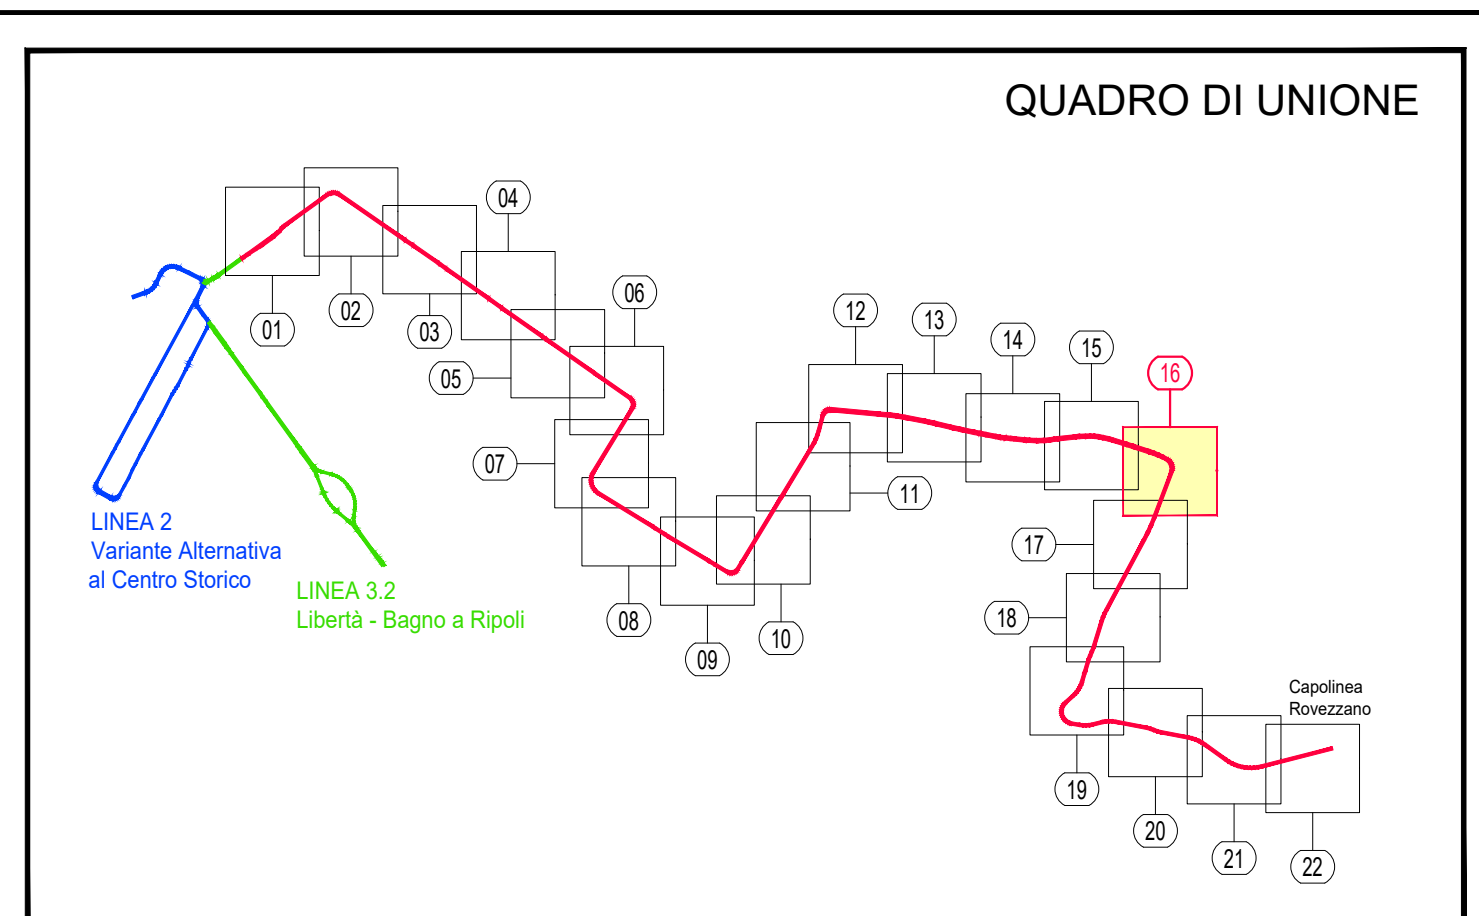 QUADRO DI UNIONE
04
06
12
13
14
15
16
01
02
03
05
07
11
17
18
08
09
10
LINEA 2
Variante Alternativa
al Centro Storico
LINEA 3.2
Libertà - Bagno a Ripoli
Capolinea
Rovezzano
19
20
21
22